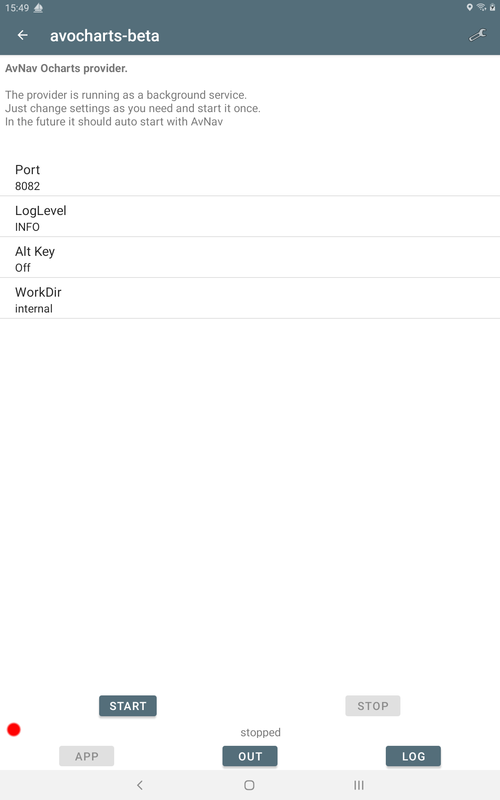 15:49
avocharts-beta
AvNav Ocharts provider.
The provider is running as a background service.
Just change settings as you need and start it once.
In the future it should auto start with AvNav
Port
8082
LogLevel
INFO
Alt Key
Off
WorkDir
internal
START STOP
stopped
APP OUT LOG